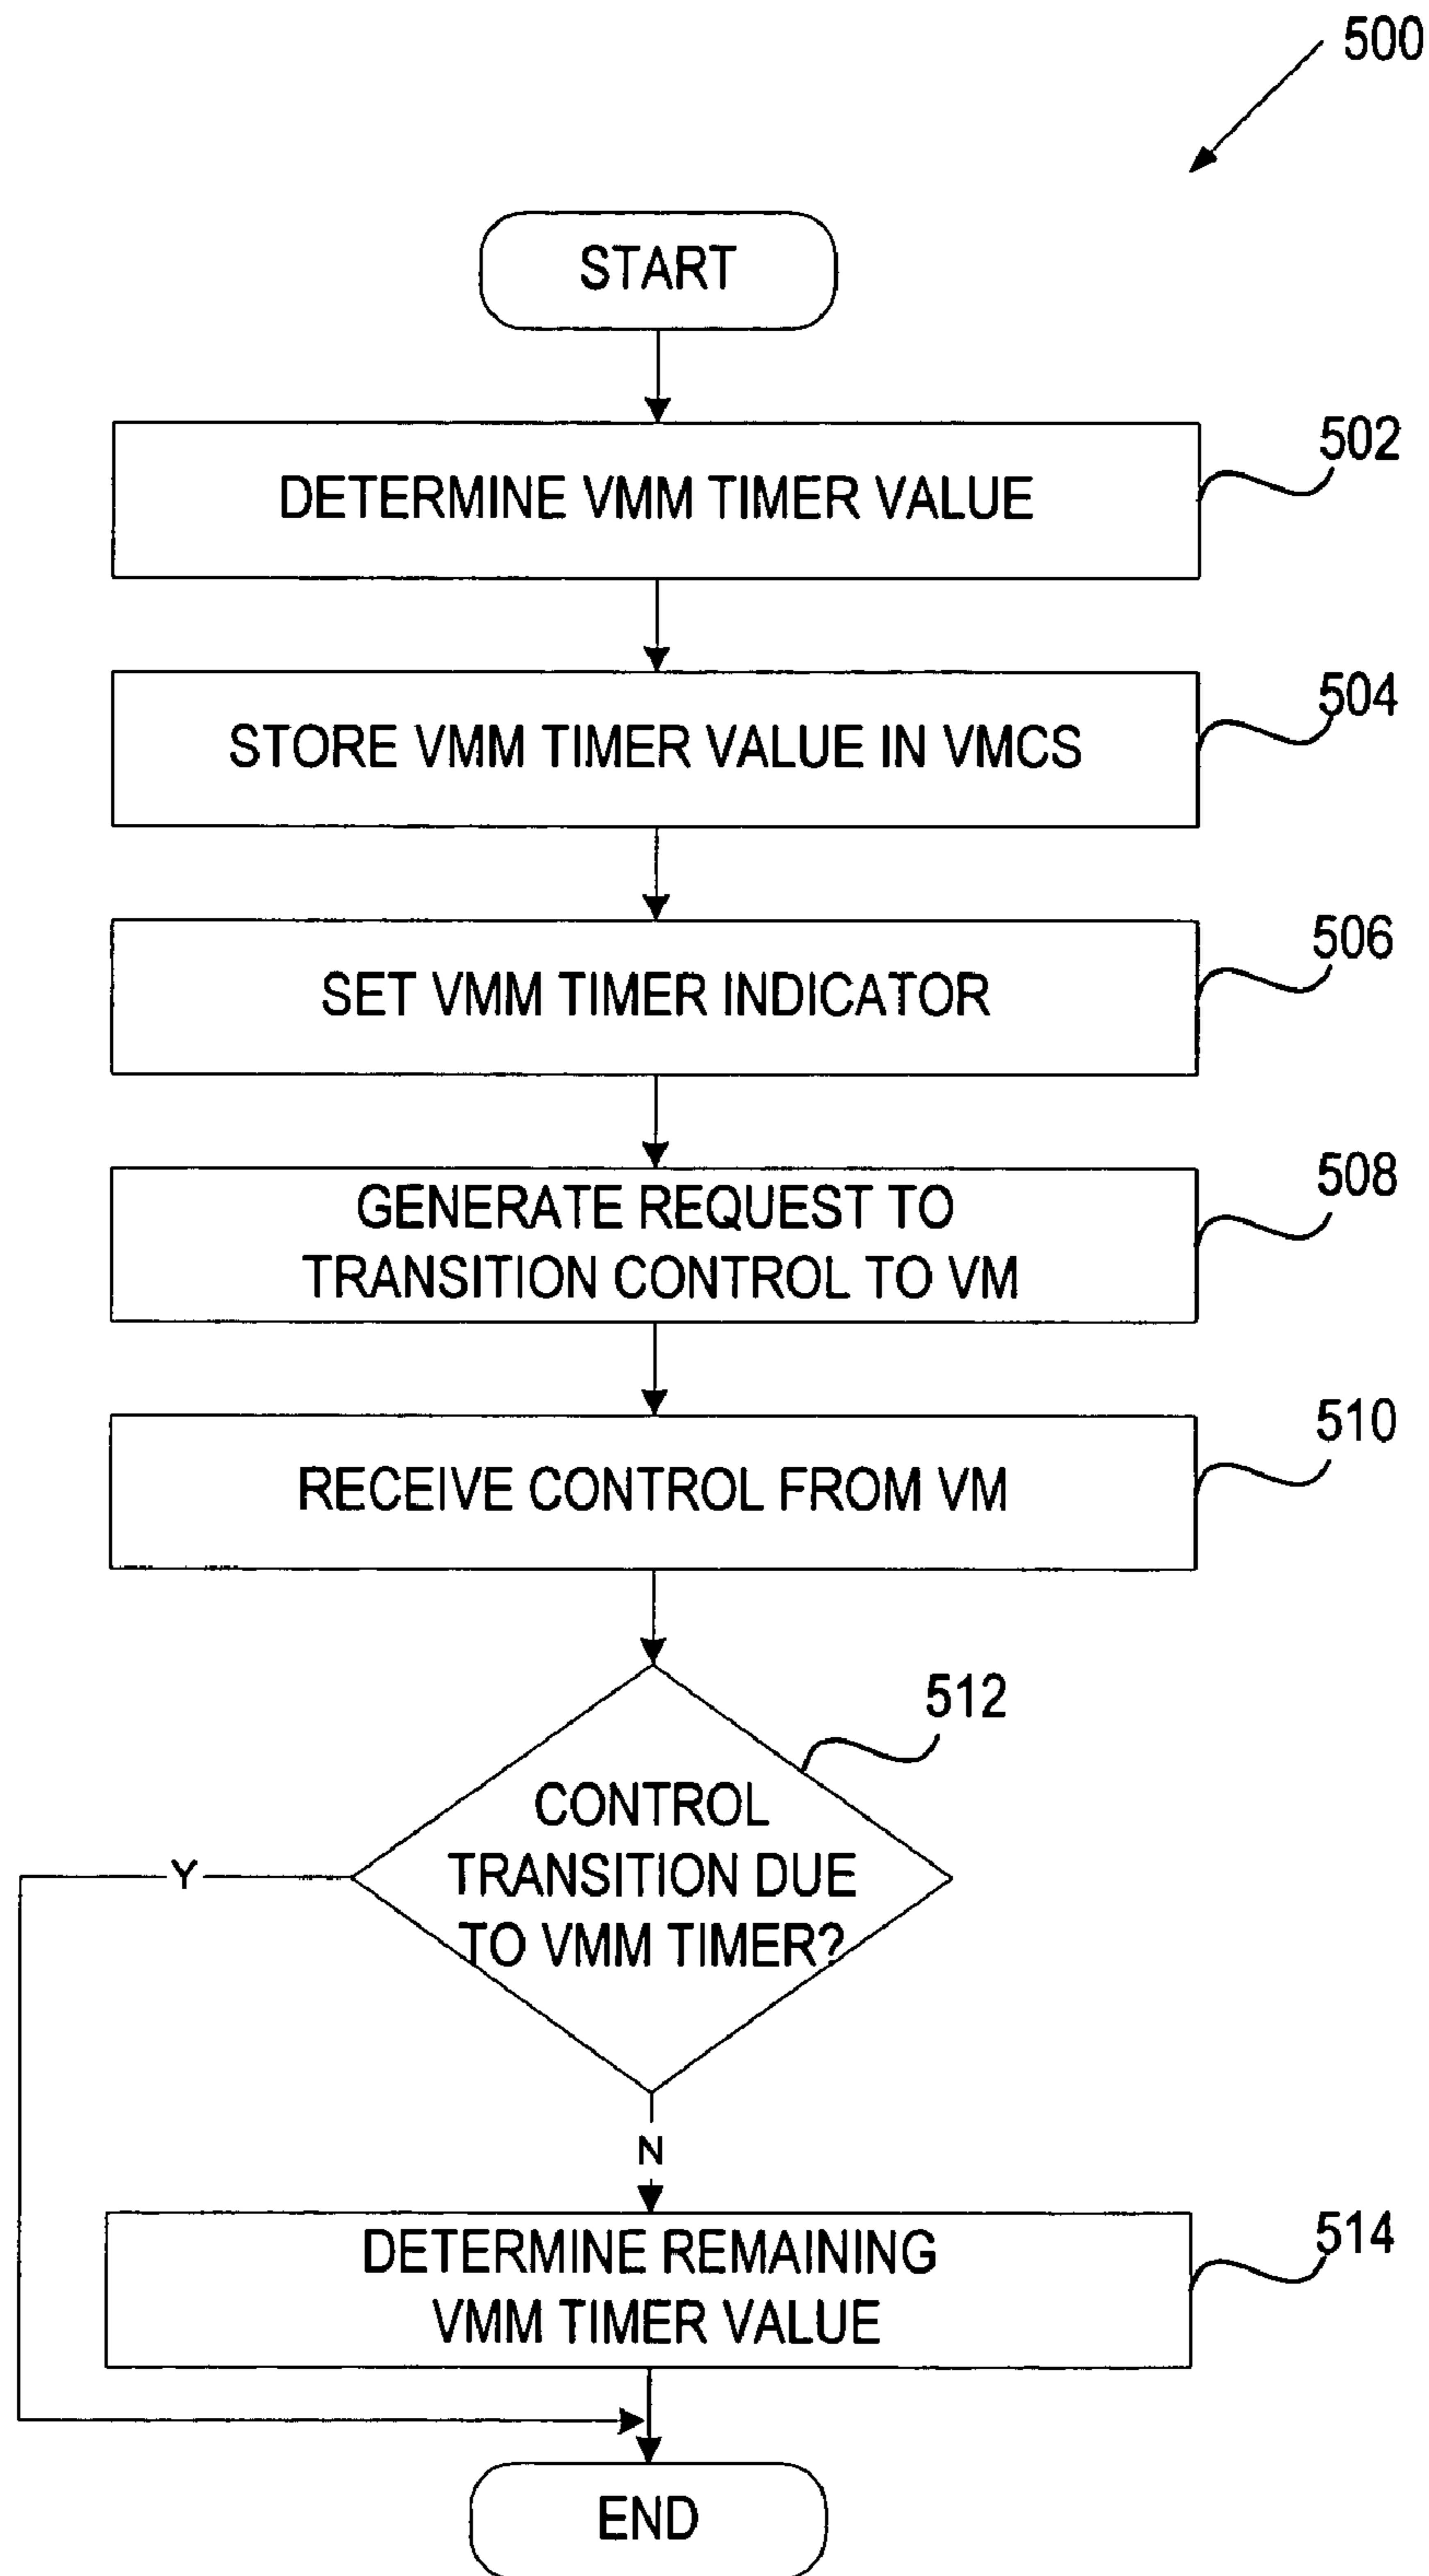 500
START
DETERMINE VMM TIMER VALUE
502
STORE VMM TIMER VALUE IN VMCS
504
SET VMM TIMER INDICATOR
506
GENERATE REQUEST TO
TRANSITION CONTROL TO VM
508
RECEIVE CONTROL FROM VM
510
512
CONTROL
TRANSITION DUE
TO VMM TIMER?
Y
N
DETERMINE REMAINING
VMM TIMER VALUE
514
END